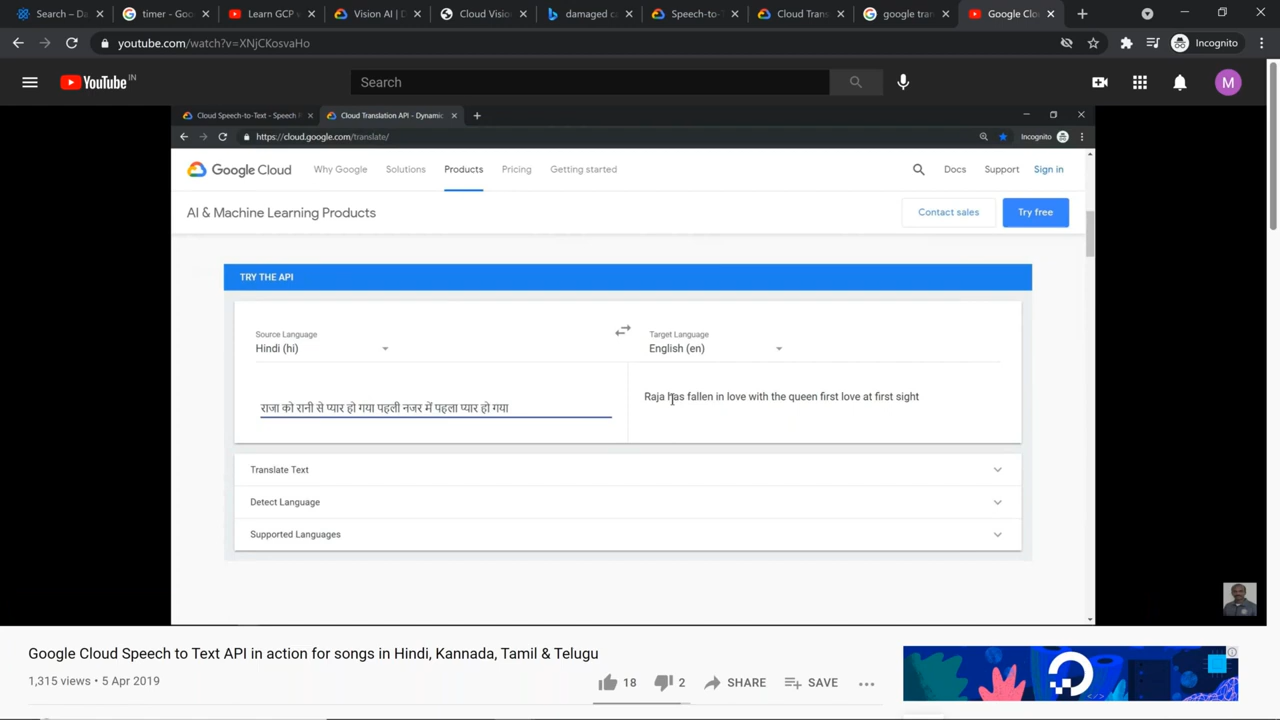 Search – Da
timer - Goo
Learn GCP v
Vision AI | D
Cloud Vision
damaged ca
Speech-to-T
Cloud Trans
google tran
Google Clou
youtube.com/watch?v=XNjCKosvaHo
Incognito
YouTube IN
Search
M
Cloud Speech-to-Text - Speech R
Cloud Translation API - Dynamic
https://cloud.google.com/translate/
Incognito
Google Cloud
Why Google
Solutions
Products
Pricing
Getting started
Docs
Support
Sign in
AI & Machine Learning Products
Contact sales
Try free
TRY THE API
Source Language
Hindi (hi)
Target Language
English (en)
राजा को रानी से प्यार हो गया पहली नजर में पहला प्यार हो गया
Raja has fallen in love with the queen first love at first sight
Translate Text
Detect Language
Supported Languages
Google Cloud Speech to Text API in action for songs in Hindi, Kannada, Tamil & Telugu
1,315 views • 5 Apr 2019
18
2
SHARE
SAVE